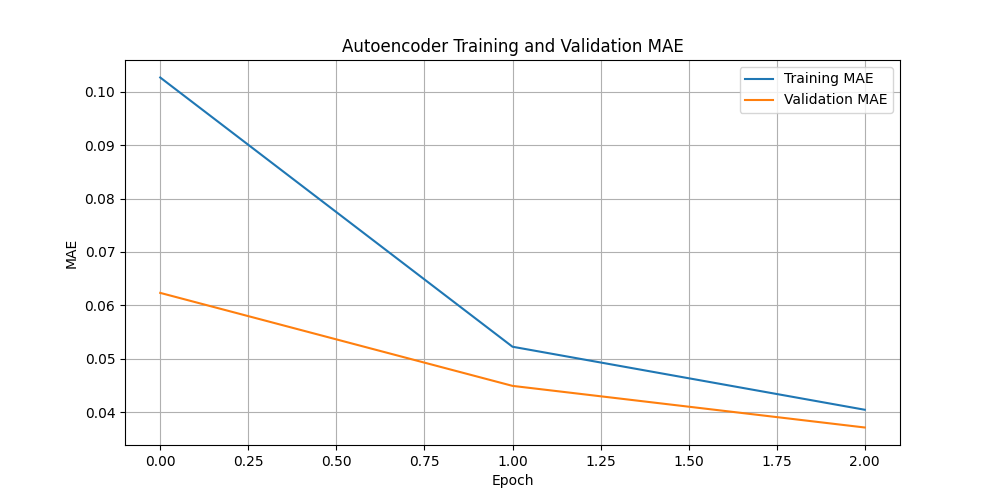 Autoencoder Training and Validation MAE
Training MAE
Validation MAE
0.10
0.09
0.08
0.07
0.06
0.05
0.04
MAE
0.00 0.25 0.50 0.75 1.00 1.25 1.50 1.75 2.00
Epoch